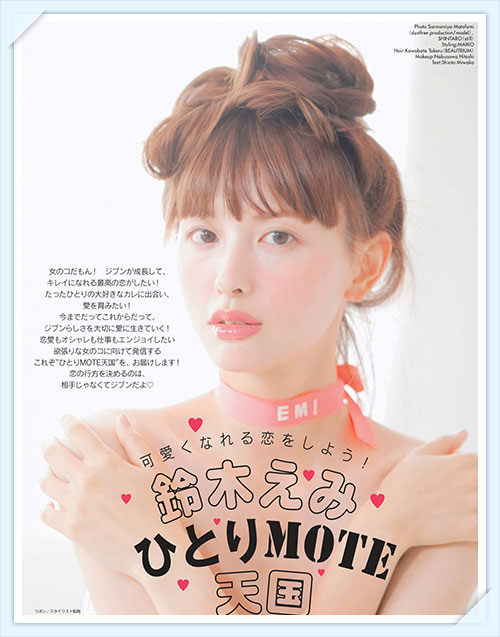 Photo:Sannomiya Motofumi
(dustfree production/model) ,
SHINTARO (still)
Styling:MAIKO
Hair:Kawabata Takeru (BEAUTRIUM)
Makeup:Nobusawa Hitoshi
Text:Shiota Miwako
女のコだもん! ジブンが成長して、
キレイになれる最高の恋がしたい!
たったひとりの大好きなカレに出会い、
愛を育みたい!
今までだってこれからだって、
ジブンらしさを大切に愛に生きていく!
恋愛もオシャレも仕事もエンジョイしたい
欲張りな女のコに向けて発信する
これぞ“ひとりMOTE天国”を、お届けします!
恋の行方を決めるのは、
相手じゃなくてジブンだよ♡
EMI
可愛くなれる恋をしよう!
鈴木えみ
ひとりMOTE
天国
リボン/スタイリスト私物